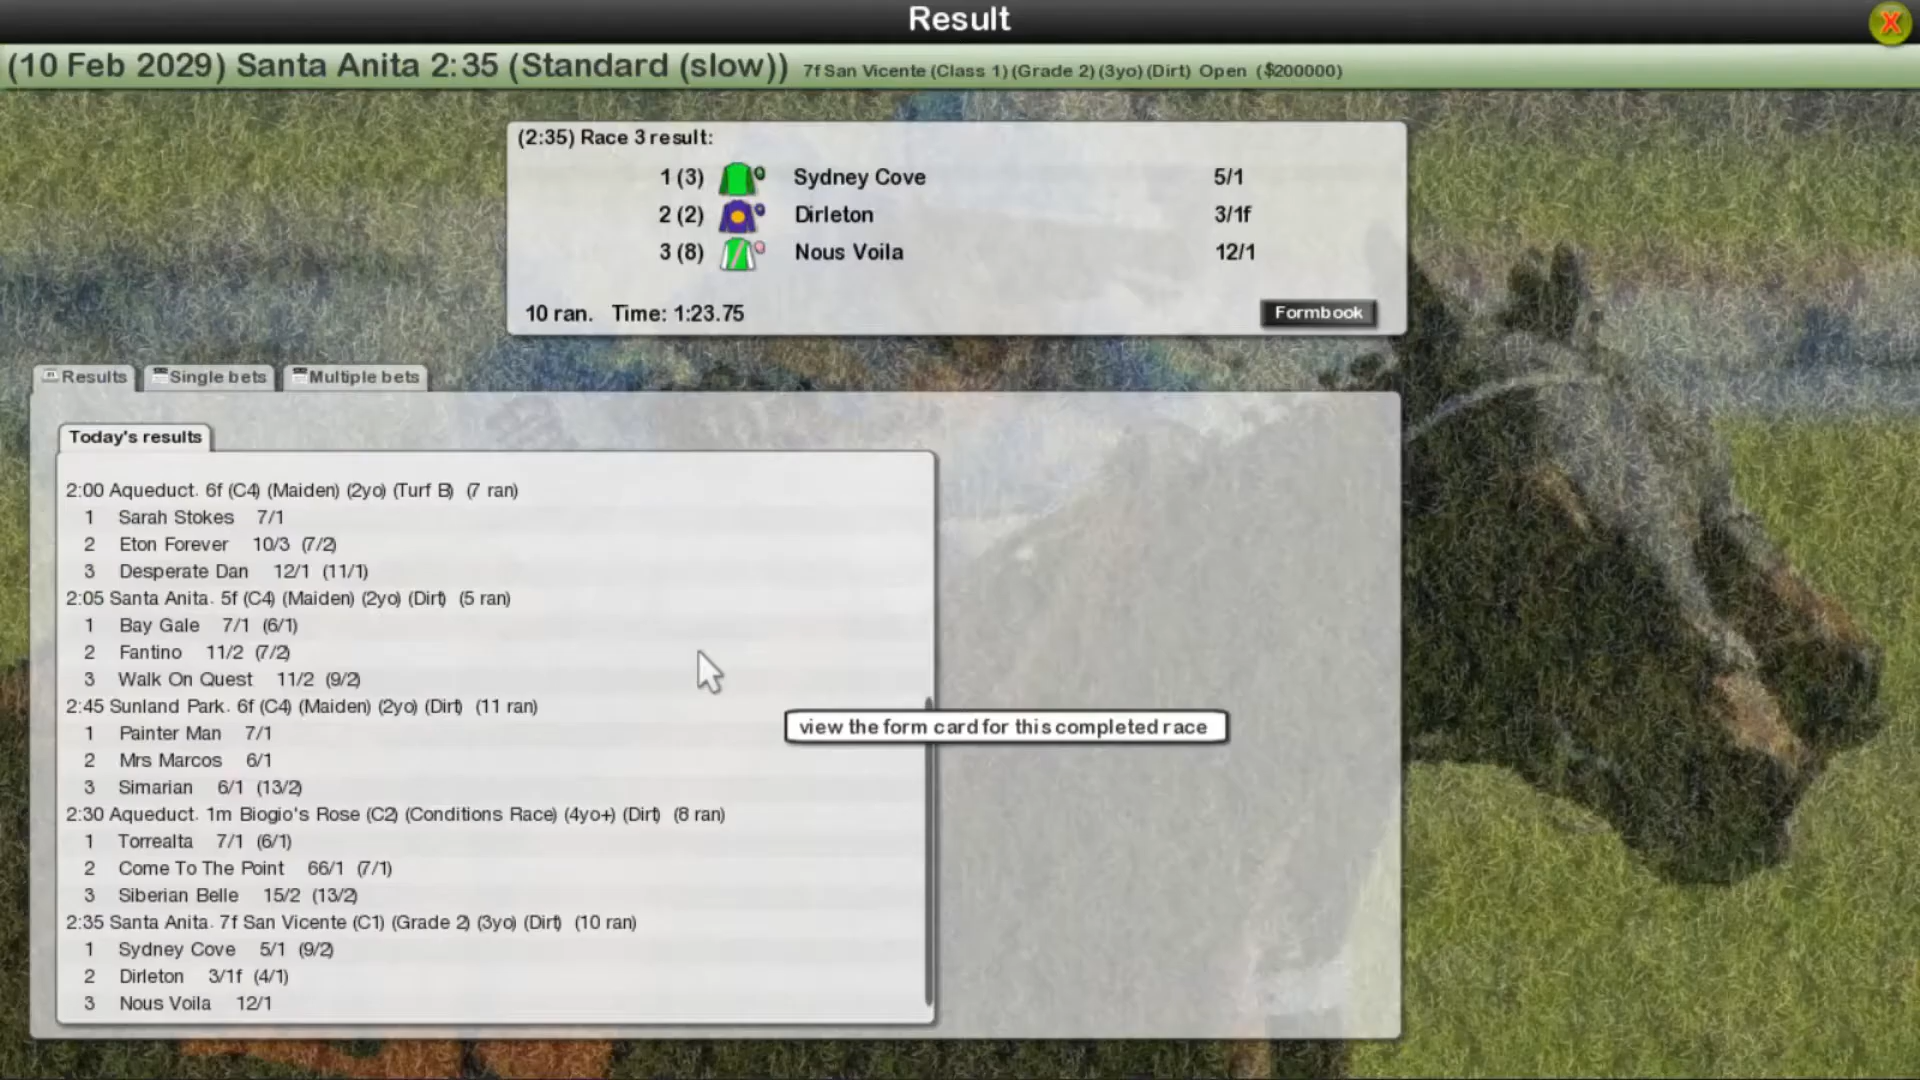 Result
X
(10 Feb 2029) Santa Anita 2:35 (Standard (slow)) 7f San Vicente (Class 1) (Grade 2) (3yo) (Dirt) Open ($200000)
(2:35) Race 3 result:
1 (3) Sydney Cove 5/1
2 (2) Dirleton 3/1f
3 (8) Nous Voila 12/1
10 ran. Time: 1:23.75 Formbook
Results Single bets Multiple bets
Today's results
2:00 Aqueduct. 6f (C4) (Maiden) (2yo) (Turf B) (7 ran)
1 Sarah Stokes 7/1
2 Eton Forever 10/3 (7/2)
3 Desperate Dan 12/1 (11/1)
2:05 Santa Anita. 5f (C4) (Maiden) (2yo) (Dirt) (5 ran)
1 Bay Gale 7/1 (6/1)
2 Fantino 11/2 (7/2)
3 Walk On Quest 11/2 (9/2)
2:45 Sunland Park. 6f (C4) (Maiden) (2yo) (Dirt) (11 ran)
view the form card for this completed race
1 Painter Man 7/1
2 Mrs Marcos 6/1
3 Simarian 6/1 (13/2)
2:30 Aqueduct. 1m Biogio's Rose (C2) (Conditions Race) (4yo+) (Dirt) (8 ran)
1 Torrealta 7/1 (6/1)
2 Come To The Point 66/1 (7/1)
3 Siberian Belle 15/2 (13/2)
2:35 Santa Anita. 7f San Vicente (C1) (Grade 2) (3yo) (Dirt) (10 ran)
1 Sydney Cove 5/1 (9/2)
2 Dirleton 3/1f (4/1)
3 Nous Voila 12/1